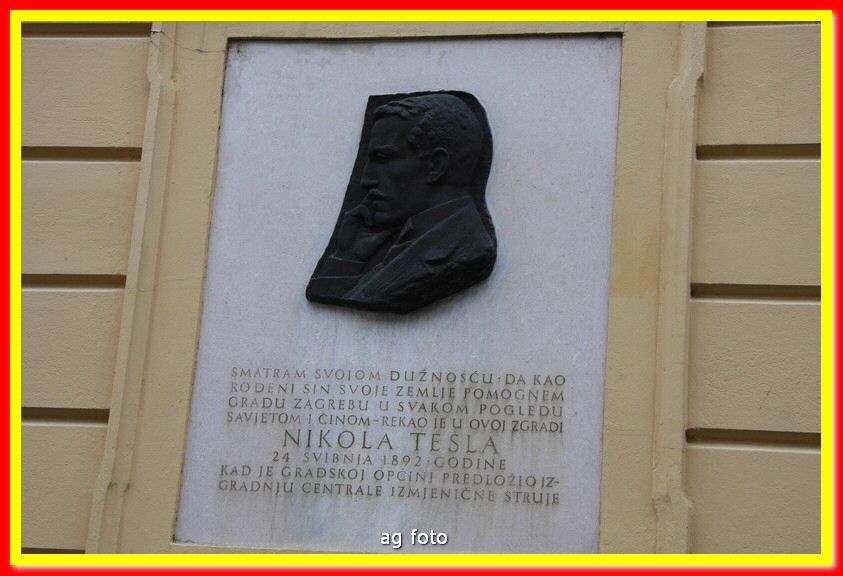 SMATRAM SVOJOM DUŽNOSĆU·DA KAO
ROĐENI SIN SVOJE ZEMLJE POMOGNEM
GRADU ZAGREBU U SVAKOM POGLEDU
SAVJETOM I ČINOM-REKAO JE U OVOJ ZGRADI
NIKOLA TESLA
24 SVIBNJA 1892·GODINE
KAD JE GRADSKOJ OPĆINI PREDLOŽIO IZ-
GRADNJU CENTRALE IZMJENIČNE STRUJE
ag foto